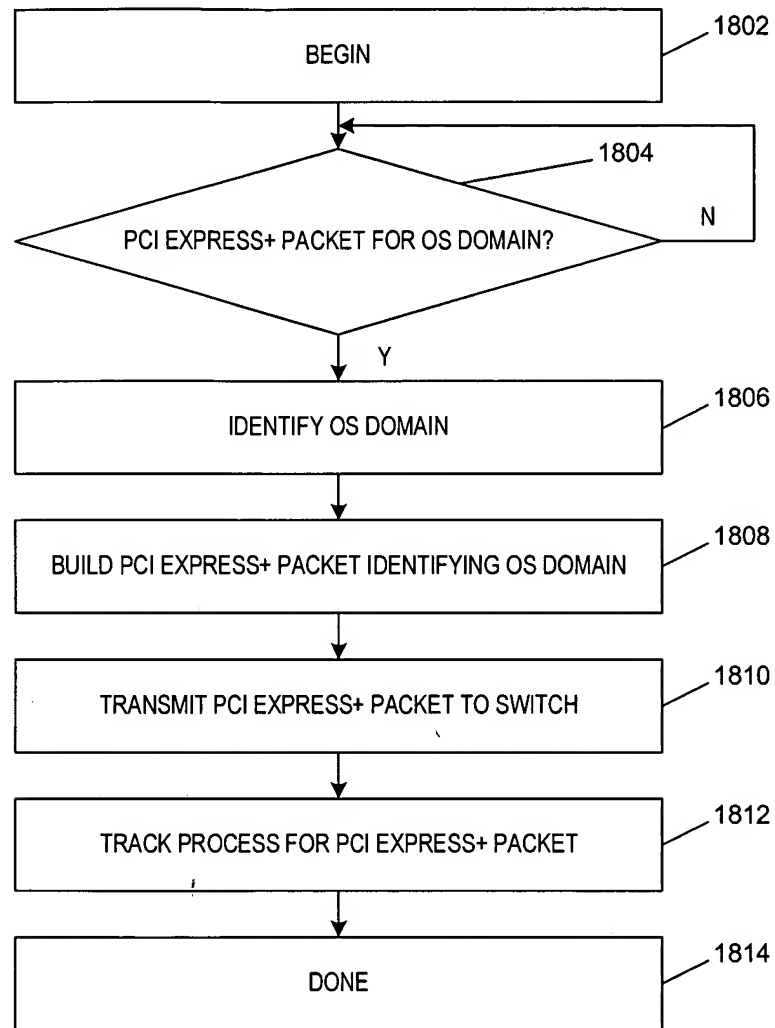 BEGIN
1802
1804
PCI EXPRESS+ PACKET FOR OS DOMAIN?
N
Y
1806
IDENTIFY OS DOMAIN
1808
BUILD PCI EXPRESS+ PACKET IDENTIFYING OS DOMAIN
1810
TRANSMIT PCI EXPRESS+ PACKET TO SWITCH
1812
TRACK PROCESS FOR PCI EXPRESS+ PACKET
1814
DONE